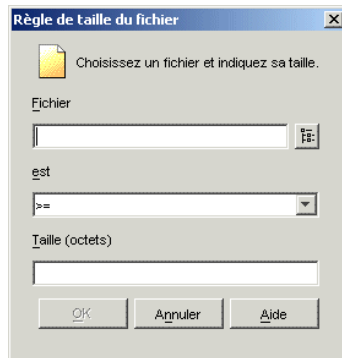 Règle de taille du fichier
Choisissez un fichier et indiquez sa taille.
Fichier
est
>=
Taille (octets)
OK Annuler Aide